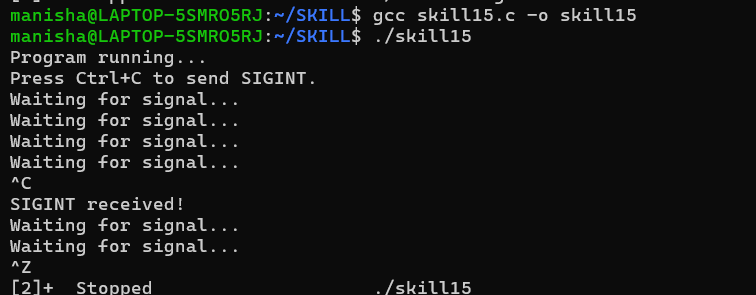 manisha@LAPTOP-5SMRO5RJ:~/SKILL$ gcc skill15.c -o skill15
manisha@LAPTOP-5SMRO5RJ:~/SKILL$ ./skill15
Program running...
Press Ctrl+C to send SIGINT.
Waiting for signal...
Waiting for signal...
Waiting for signal...
Waiting for signal...
^C
SIGINT received!
Waiting for signal...
Waiting for signal...
^Z
[2]+  Stopped                 ./skill15